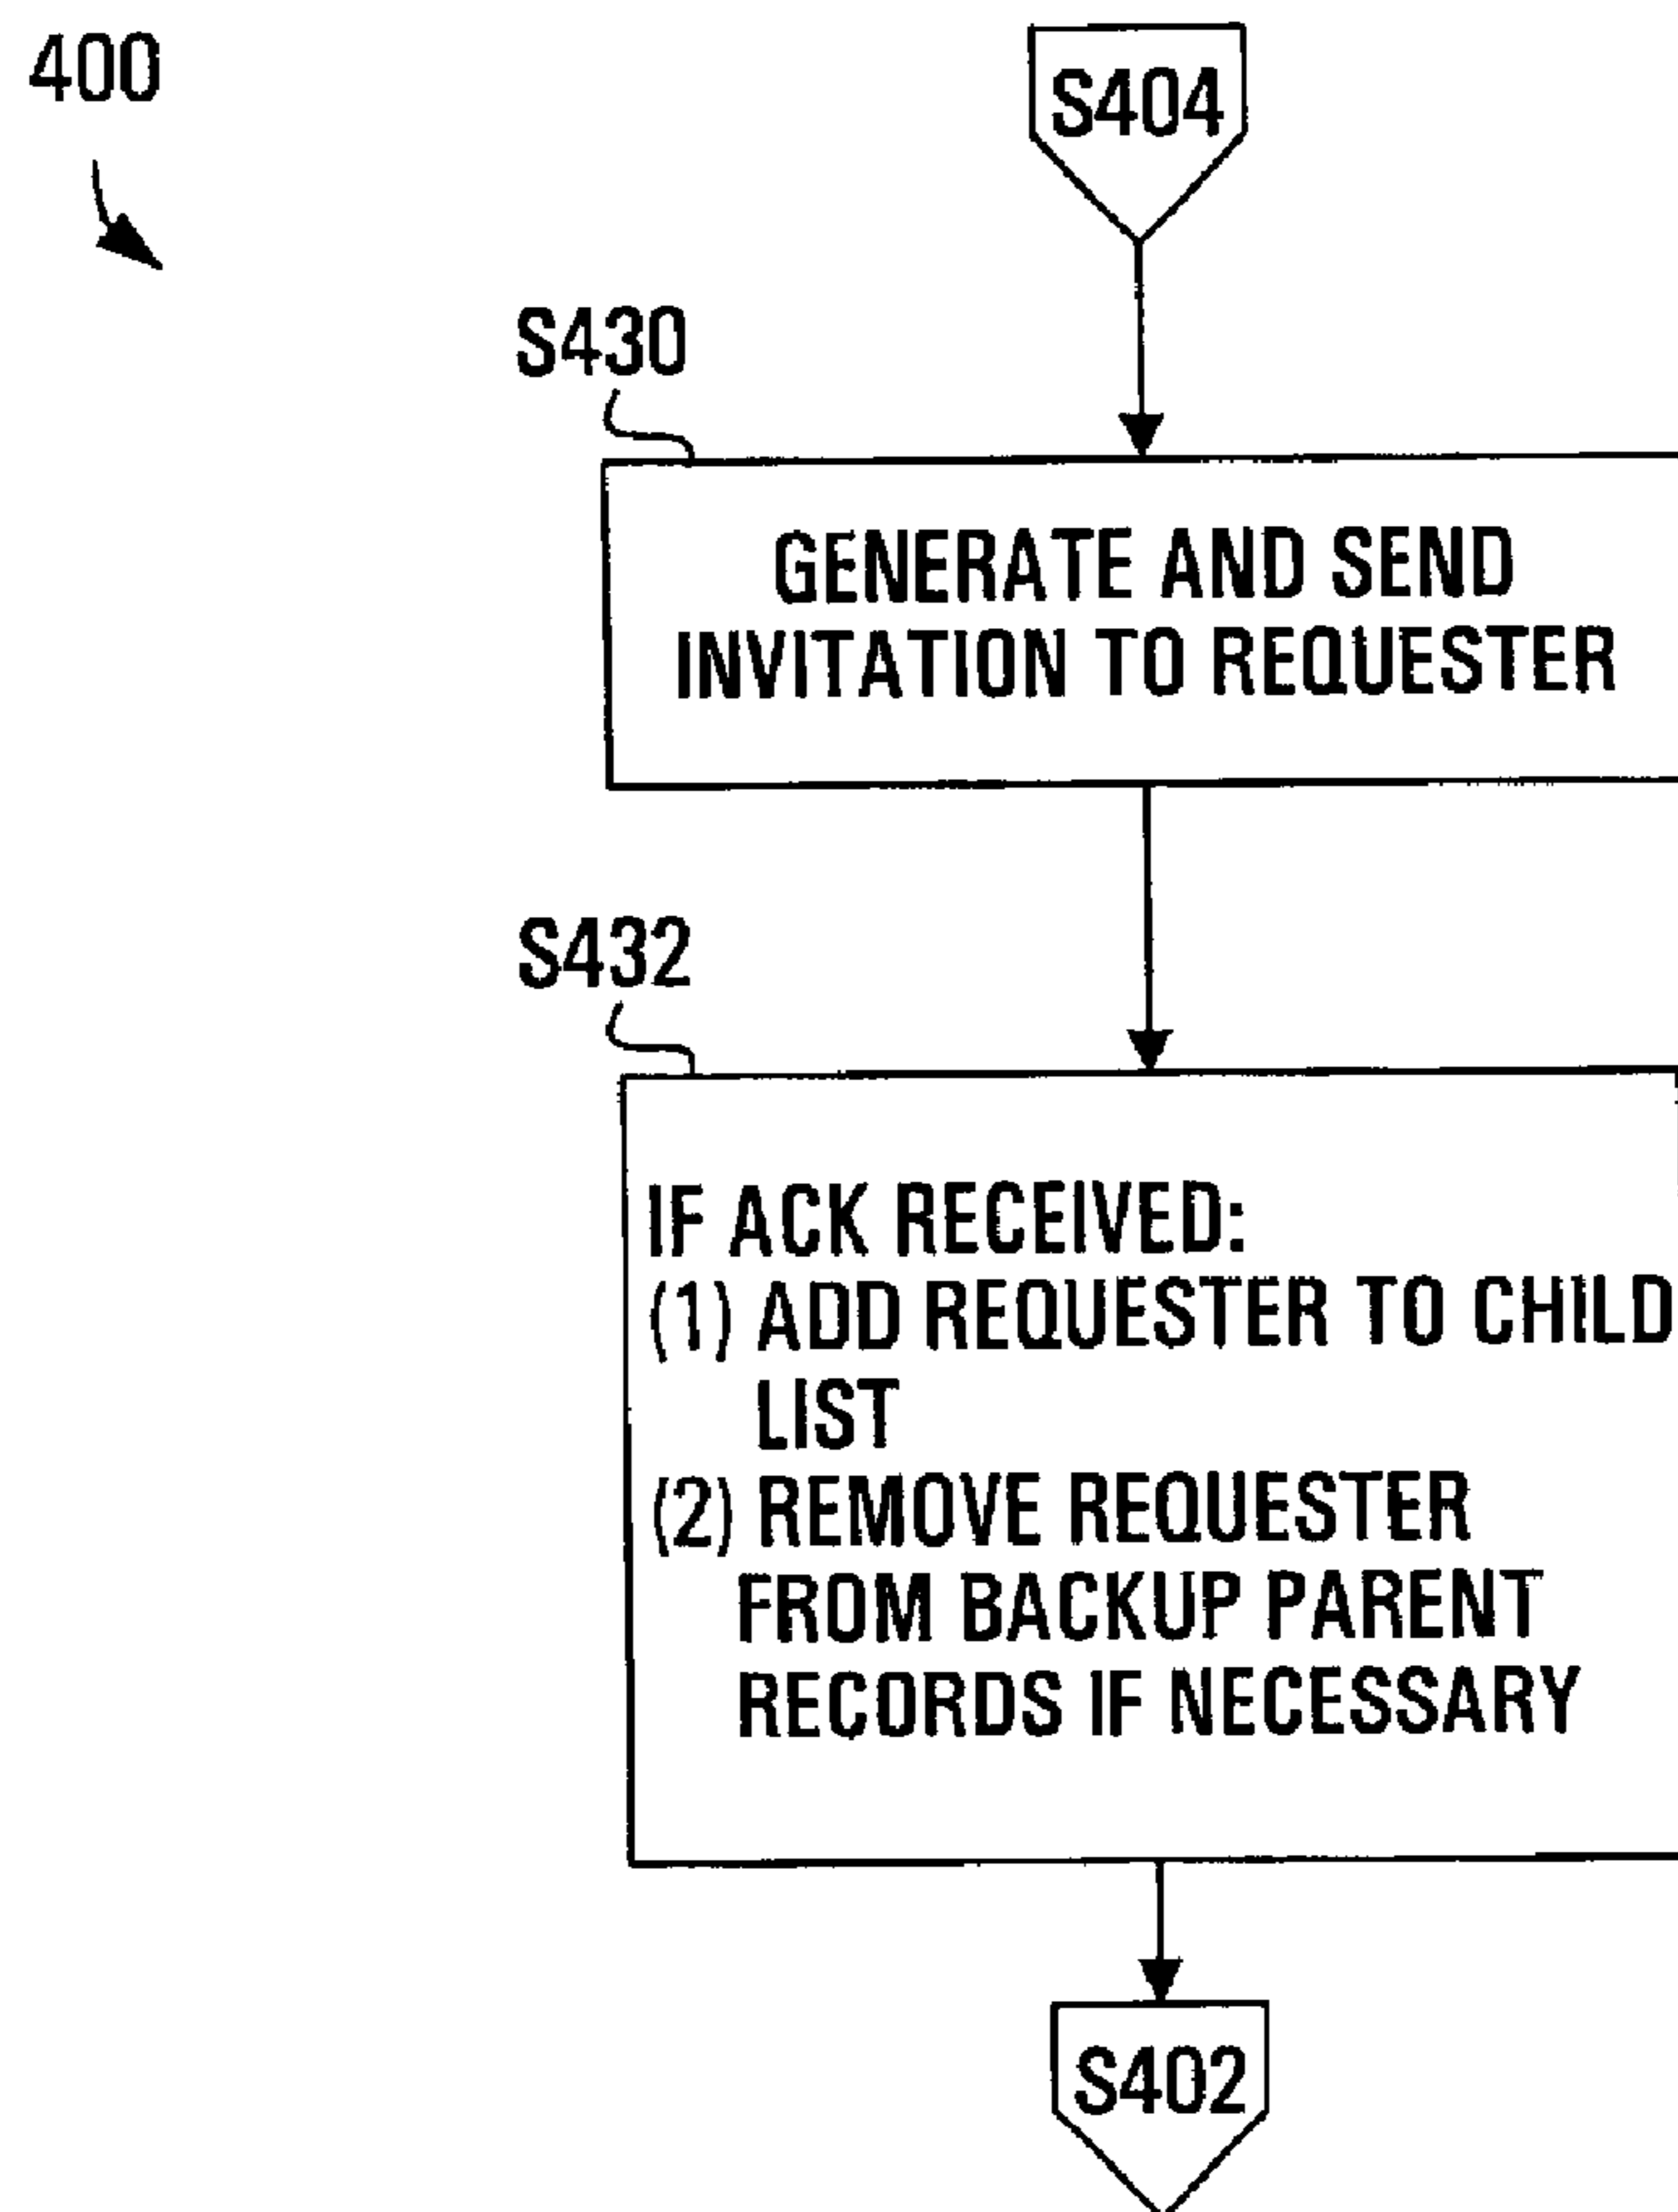 400
S404
S430
GENERATE AND SEND
INVITATION TO REQUESTER
S432
IF ACK RECEIVED:
(1) ADD REQUESTER TO CHILD
LIST
(2) REMOVE REQUESTER
FROM BACKUP PARENT
RECORDS IF NECESSARY
S402